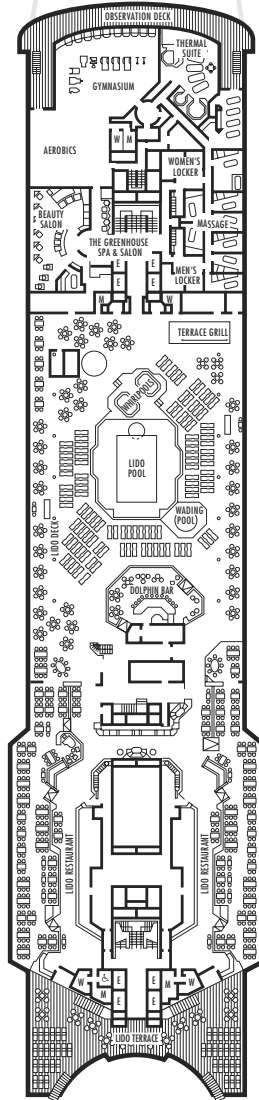 OBSERVATION DECK
THERMAL
SUITE
GYMNASIUM
W M
AEROBICS
WOMEN'S
LOCKER
BEAUTY
SALON
MASSAGE
THE GREENHOUSE
SPA & SALON
E E
E E
MEN'S
LOCKER
M W
TERRACE GRILL
WHIRLPOOLS
LIDO
POOL
WADING
(POOL)
LIDO DECK
DOLPHIN BAR
LIDO RESTAURANT
LIDO RESTAURANT
W E E W
M E E M
LIDO TERRACE